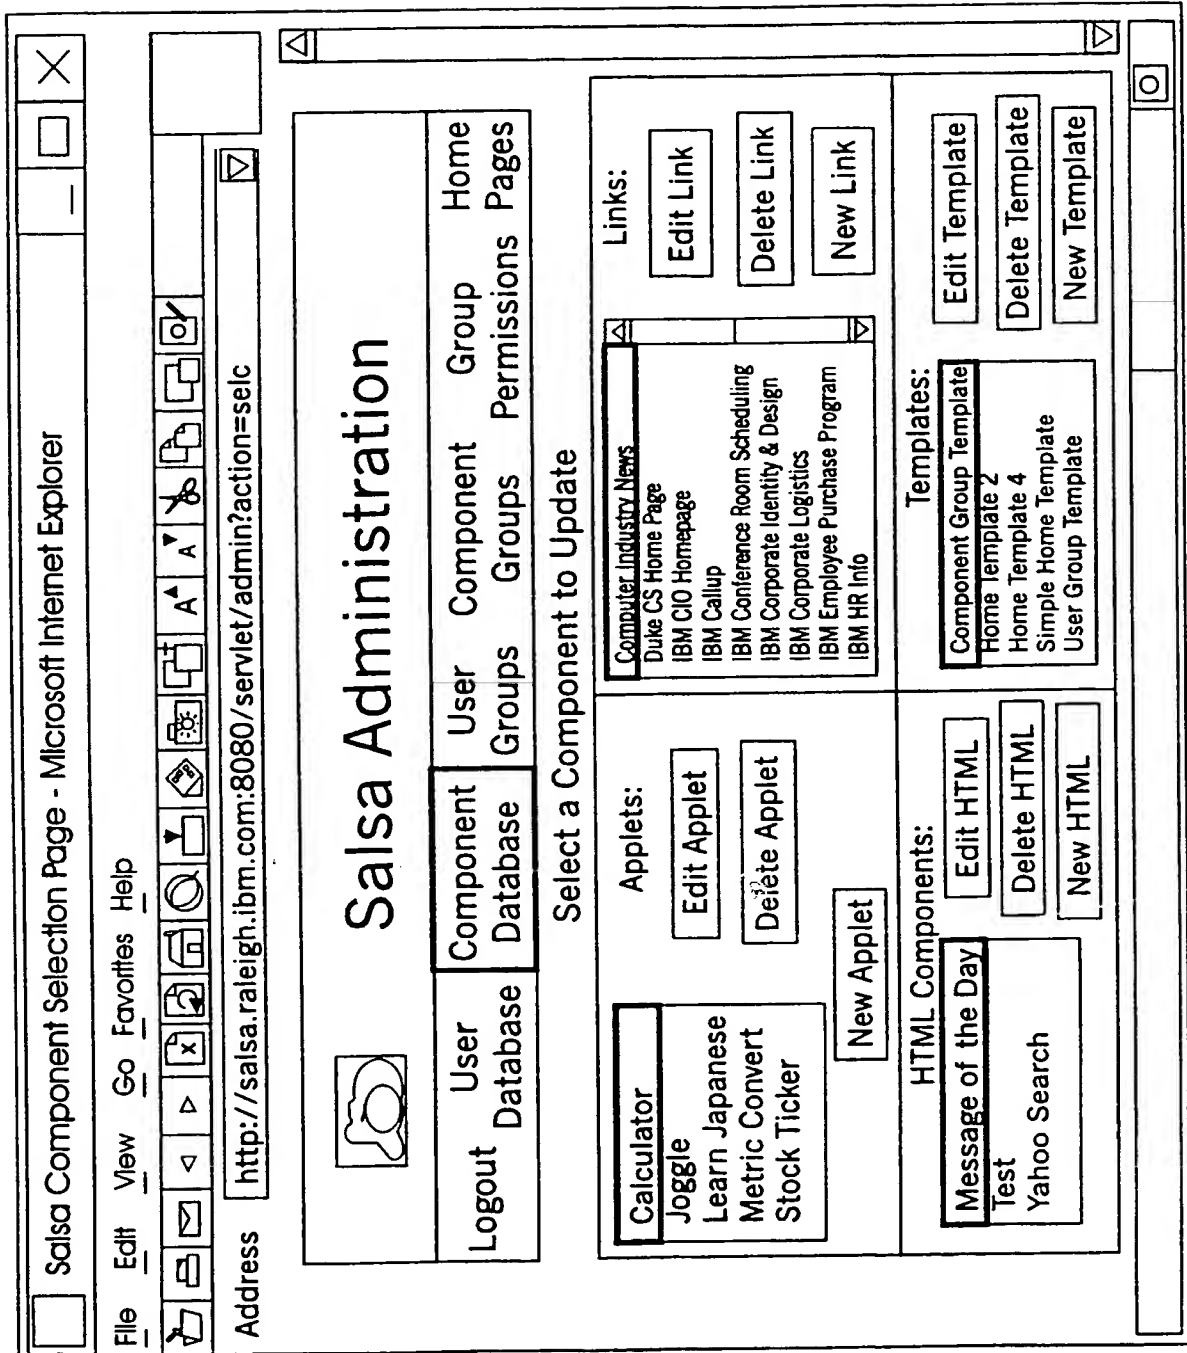 Salsa Component Selection Page - Microsoft Internet Explorer
File Edit View Go Favorites Help
Address http://salsa.raleigh.ibm.com:8080/servlet/admin?action=selc
Salsa Administration
Logout
User Database
Component Database
User Groups
Component Groups
Group Permissions
Home Pages
Select a Component to Update
Applets:
Calculator
Joggle
Learn Japanese
Metric Convert
Stock Ticker
Edit Applet
Delete Applet
New Applet
Links:
Computer Industry News
Duke CS Home Page
IBM CIO Homepage
IBM Callup
IBM Conference Room Scheduling
IBM Corporate Identity & Design
IBM Corporate Logistics
IBM Employee Purchase Program
IBM HR Info
Edit Link
Delete Link
New Link
HTML Components:
Message of the Day
Test
Yahoo Search
Edit HTML
Delete HTML
New HTML
Templates:
Component Group Template
Home Template 2
Home Template 4
Simple Home Template
User Group Template
Edit Template
Delete Template
New Template